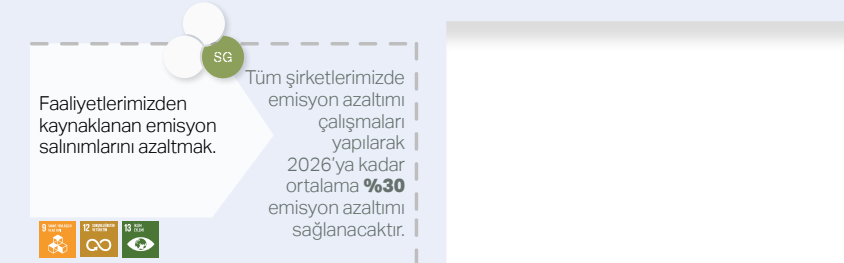 SG
Faaliyetlerimizden
kaynaklanan emisyon
salınımlarını azaltmak.
Tüm şirketlerimizde
emisyon azaltımı
çalışmaları
yapılarak
2026'ya kadar
ortalama %30
emisyon azaltımı
sağlanacaktır.
9
12
13